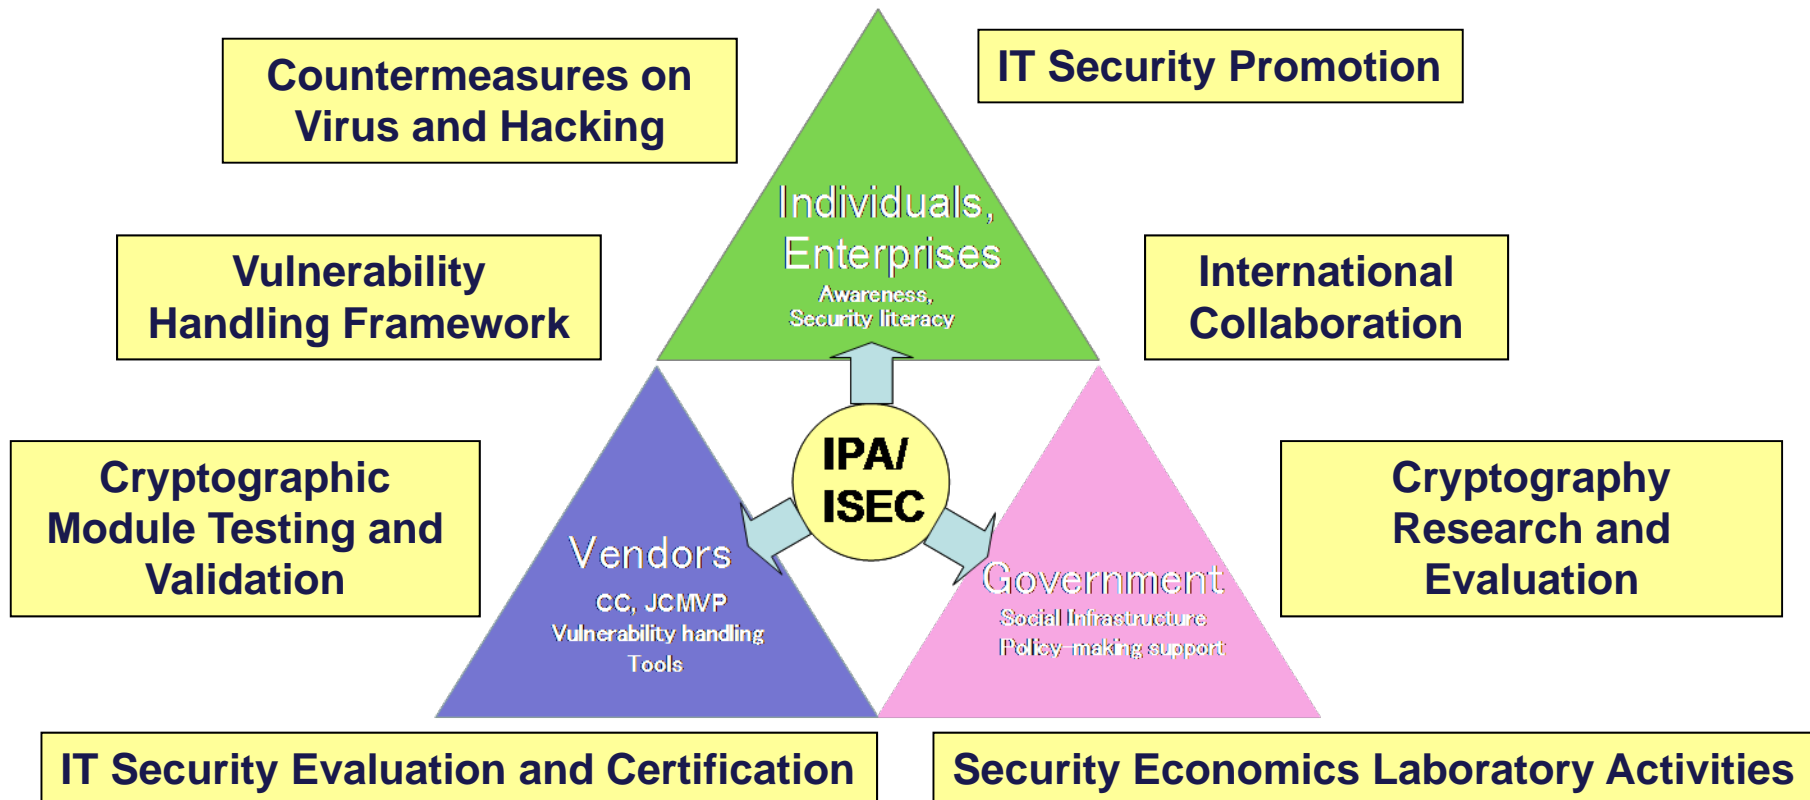 Countermeasures on
Virus and Hacking
IT Security Promotion
Individuals,
Enterprises
Awareness,
Security literacy
Vulnerability
Handling Framework
International
Collaboration
IPA/
ISEC
Cryptographic
Module Testing and
Validation
Cryptography
Research and
Evaluation
Vendors
CC, JCMVP
Vulnerability handling
Tools
Government
Social Infrastructure
Policy-making support
IT Security Evaluation and Certification
Security Economics Laboratory Activities